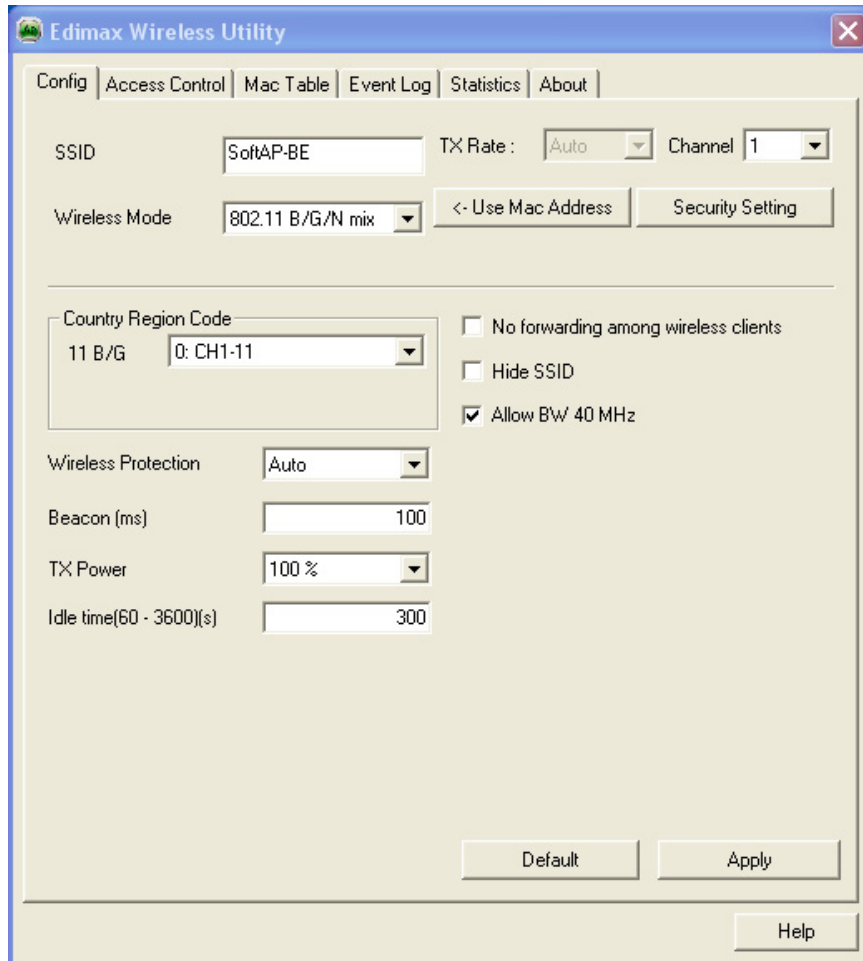 Edimax Wireless Utility
Config Access Control Mac Table Event Log Statistics About
SSID SoftAP-BE TX Rate : Auto Channel 1
Wireless Mode 802.11 B/G/N mix <- Use Mac Address Security Setting
Country Region Code
11 B/G 0: CH1-11
No forwarding among wireless clients
Hide SSID
Allow BW 40 MHz
Wireless Protection Auto
Beacon (ms) 100
TX Power 100 %
Idle time(60 - 3600)(s) 300
Default Apply
Help